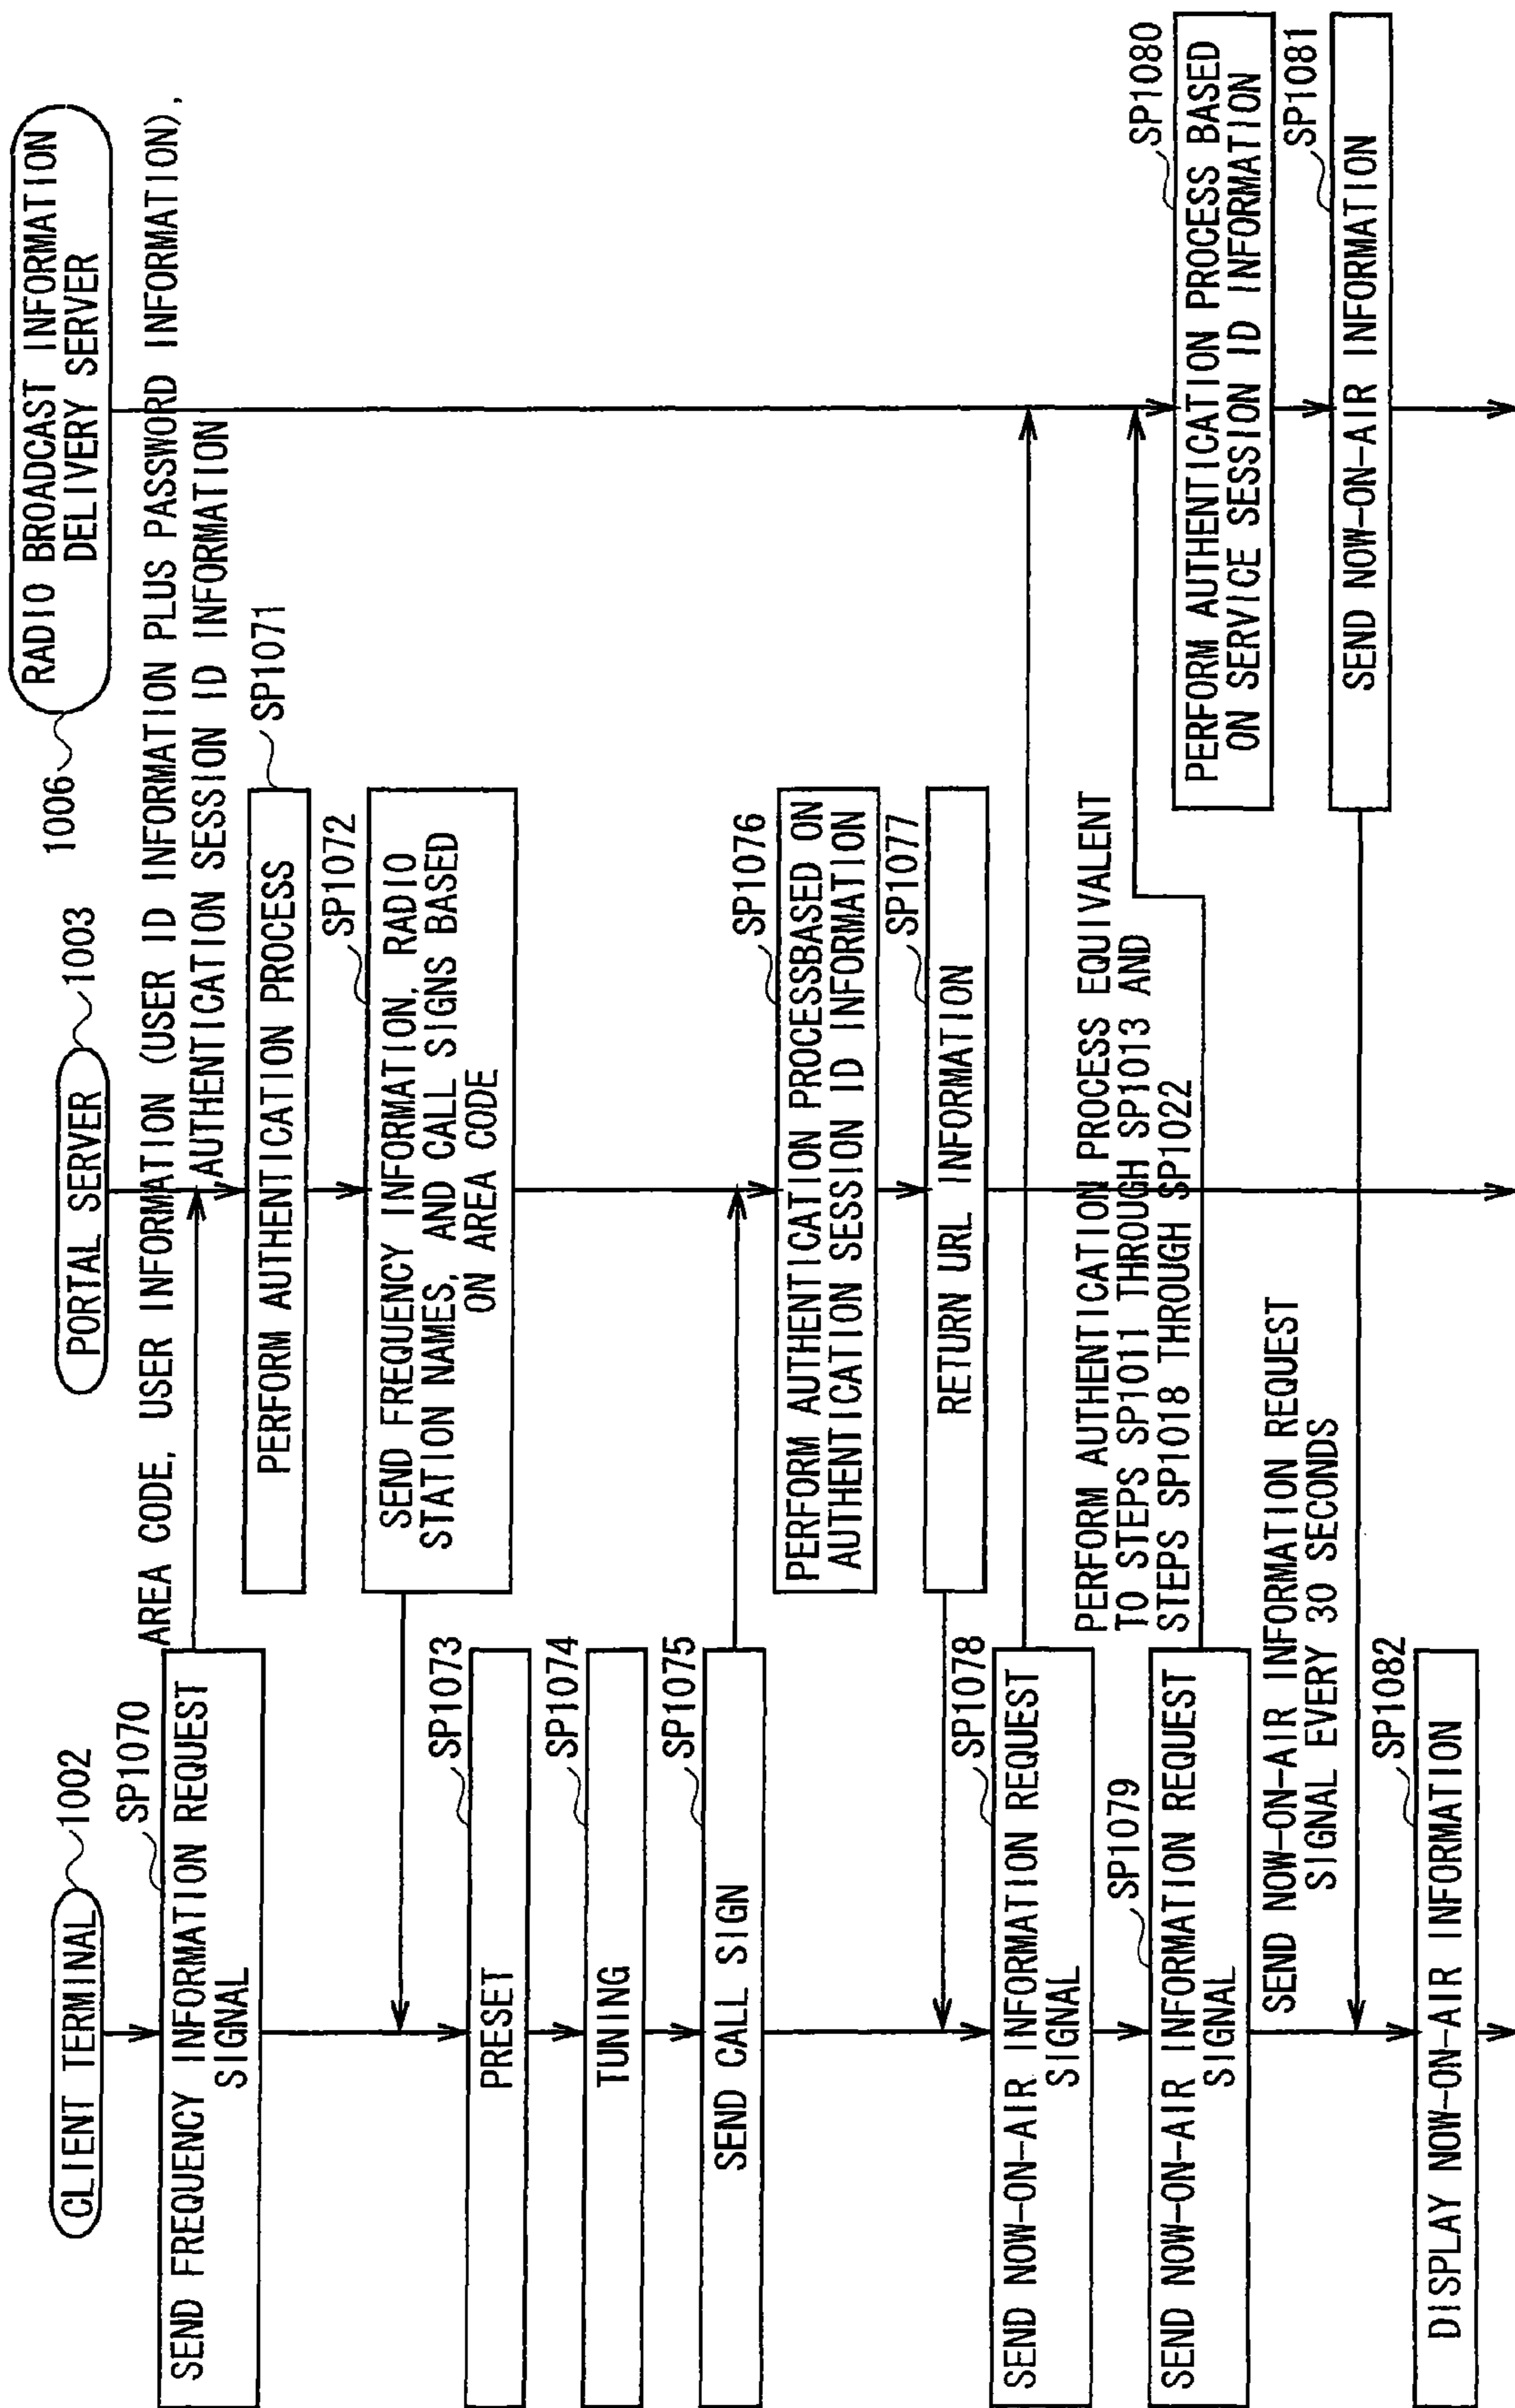 CLIENT TERMINAL
1002
PORTAL SERVER
1003
1006
RADIO BROADCAST INFORMATION
DELIVERY SERVER
SP1070
SEND FREQUENCY INFORMATION REQUEST
SIGNAL
AREA CODE, USER INFORMATION (USER ID INFORMATION PLUS PASSWORD INFORMATION),
AUTHENTICATION SESSION ID INFORMATION
SP1071
PERFORM AUTHENTICATION PROCESS
SP1072
SEND FREQUENCY INFORMATION, RADIO
STATION NAMES, AND CALL SIGNS BASED
ON AREA CODE
SP1073
PRESET
SP1074
TUNING
SP1075
SEND CALL SIGN
SP1076
PERFORM AUTHENTICATION PROCESSBASED ON
AUTHENTICATION SESSION ID INFORMATION
SP1077
RETURN URL INFORMATION
SP1078
SEND NOW-ON-AIR INFORMATION REQUEST
SIGNAL
PERFORM AUTHENTICATION PROCESS EQUIVALENT
TO STEPS SP1011 THROUGH SP1013 AND
STEPS SP1018 THROUGH SP1022
SP1079
SEND NOW-ON-AIR INFORMATION REQUEST
SIGNAL
SP1080
PERFORM AUTHENTICATION PROCESS BASED
ON SERVICE SESSION ID INFORMATION
SEND NOW-ON-AIR INFORMATION REQUEST
SIGNAL EVERY 30 SECONDS
SP1081
SEND NOW-ON-AIR INFORMATION
SP1082
DISPLAY NOW-ON-AIR INFORMATION